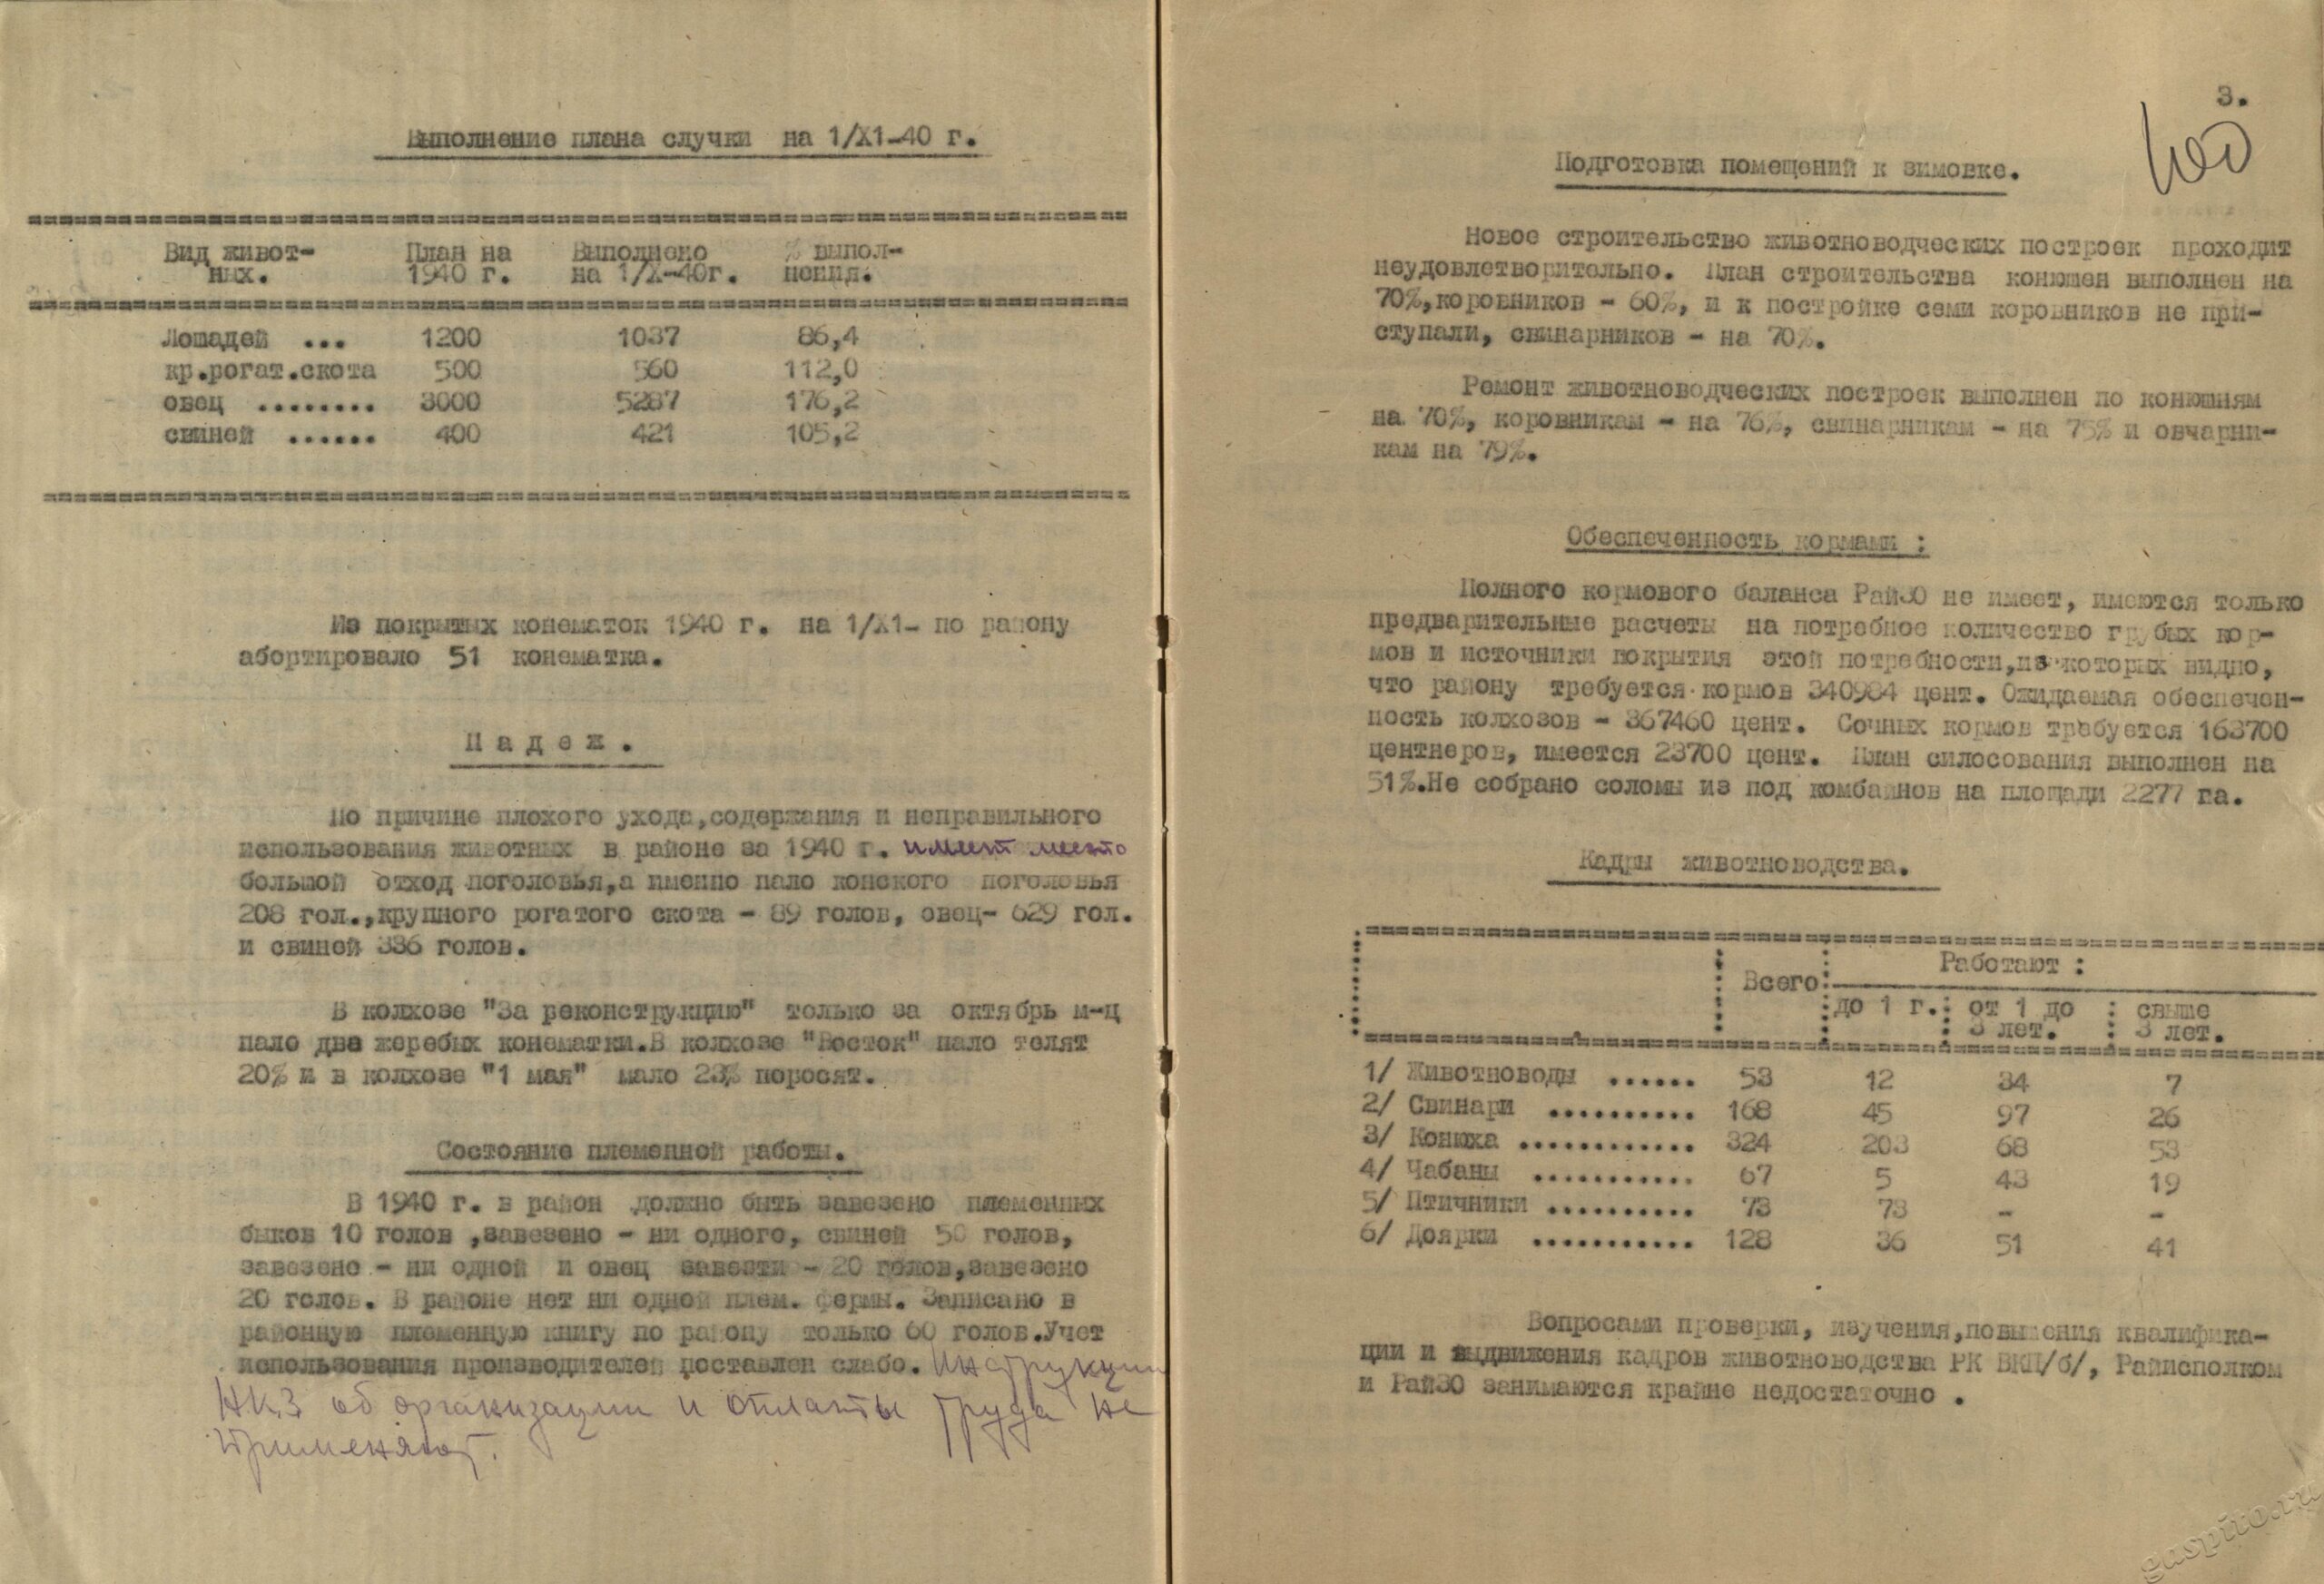 Выполнение плана случки на 1/X1-40 г.
Вид живот- План на Выполнено % выпол-
ных. 1940 г. на 1/X-40г. нения.
Лошадей ... 1200 1037 86,4
кр.рогат.скота 500 560 112,0
овец ........ 3000 5287 176,2
свиней ...... 400 421 105,2
Из покрытых конематок 1940 г. на 1/X1- по району
абортировало 51 конематка.
Падеж.
По причине плохого ухода,содержания и неправильного
использования животных в районе за 1940 г. имеет место
большой отход поголовья,а именно пало конского поголовья
208 гол.,крупного рогатого скота - 89 голов, овец- 629 гол.
и свиней 336 голов.
В колхозе "За реконструкцию" только за октябрь м-ц
пало две жеребых конематки.В колхозе "Восток" пало телят
20% и в колхозе "1 мая" мало 23% поросят.
Состояние племенной работы.
В 1940 г. в район должно быть завезено племенных
быков 10 голов ,завезено - ни одного, свиней 50 голов,
завезено - ни одной и овец завезти - 20 голов,завезено
20 голов. В районе нет ни одной плем. фермы. Записано в
районную племенную книгу по району только 60 голов.Учет
использования производителей поставлен слабо. Инструкции
НКЗ об организации и оплаты труда не
применяют.
3.
100
Подготовка помещений к зимовке.
Новое строительство животноводческих построек проходит
неудовлетворительно. План строительства конюшен выполнен на
70%,коровников - 60%, и к постройке семи коровников не при-
ступали, свинарников - на 70%.
Ремонт животноводческих построек выполнен по конюшням
на 70%, коровникам - на 76%, свинарникам - на 75% и овчарни-
кам на 79%.
Обеспеченность кормами :
Полного кормового баланса РайЗО не имеет, имеются только
предварительные расчеты на потребное количество грубых кор-
мов и источники покрытия этой потребности,из которых видно,
что району требуется кормов 340984 цент. Ожидаемая обеспечен-
ность колхозов - 367460 цент. Сочных кормов требуется 163700
центнеров, имеется 23700 цент. План силосования выполнен на
51%.Не собрано соломы из под комбайнов на площади 2277 га.
Кадры животноводства.
Всего Работают :
до 1 г. от 1 до 3 лет. свыше 3 лет.
1/ Животноводы ...... 53 12 34 7
2/ Свинари .......... 168 45 97 26
3/ Конюха ............ 324 203 68 53
4/ Чабаны ........... 67 5 43 19
5/ Птичники .......... 73 73 - -
6/ Доярки ........... 128 36 51 41
Вопросами проверки, изучения,повышения квалифика-
ции и выдвижения кадров животноводства РК ВКП/б/, Райисполком
и РайЗО занимаются крайне недостаточно .
gaspito.ru